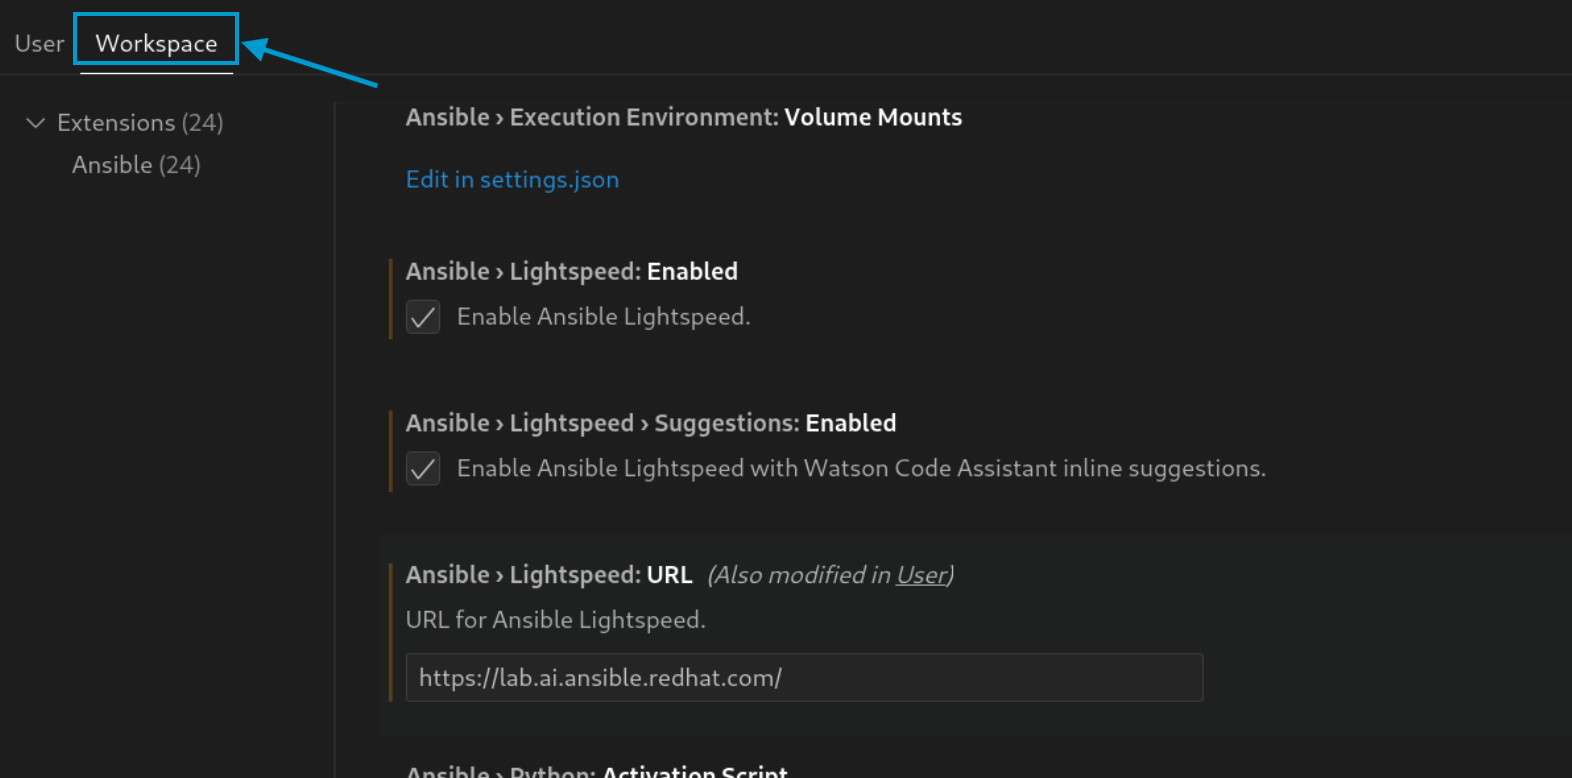 User Workspace
Extensions (24)
Ansible (24)
Ansible › Execution Environment: Volume Mounts
Edit in settings.json
Ansible › Lightspeed: Enabled
Enable Ansible Lightspeed.
Ansible › Lightspeed › Suggestions: Enabled
Enable Ansible Lightspeed with Watson Code Assistant inline suggestions.
Ansible › Lightspeed: URL (Also modified in User)
URL for Ansible Lightspeed.
https://lab.ai.ansible.redhat.com/
Ansible › Python: Activation Script